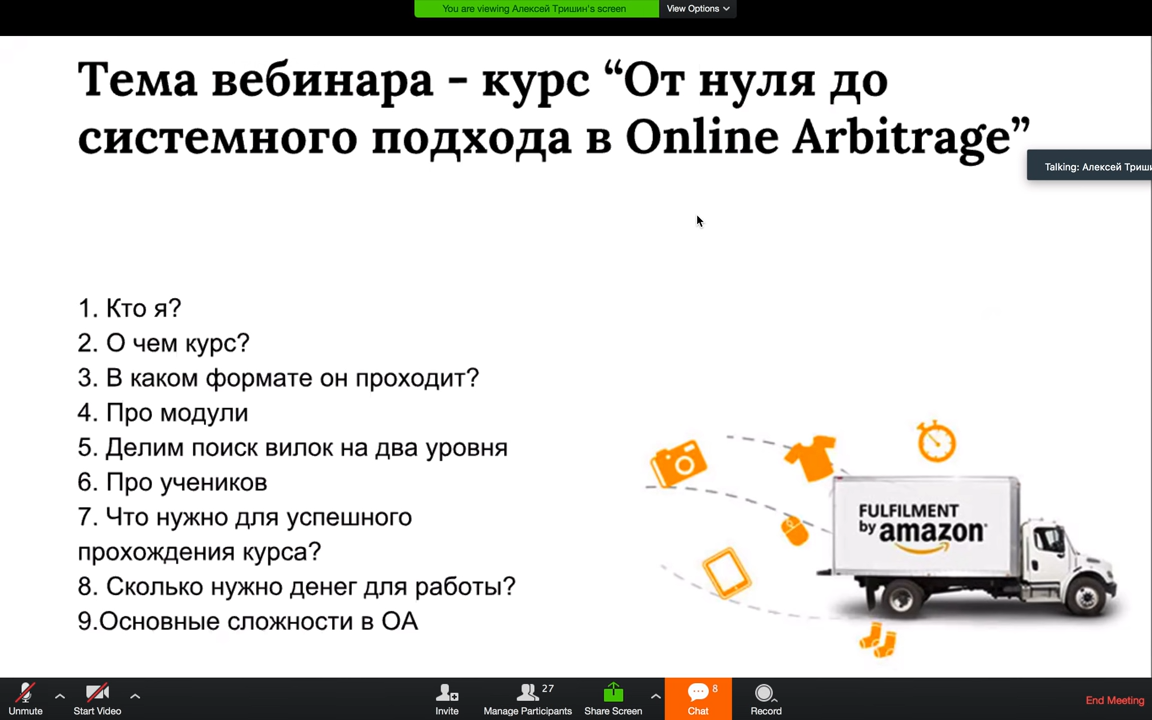 You are viewing Алексей Тришин's screen
View Options
Тема вебинара - курс “От нуля до
системного подхода в Online Arbitrage”
Talking: Алексей
1. Кто я?
2. О чем курс?
3. В каком формате он проходит?
4. Про модули
5. Делим поиск вилок на два уровня
6. Про учеников
7. Что нужно для успешного
прохождения курса?
8. Сколько нужно денег для работы?
9.Основные сложности в ОА
FULFILMENT
by amazon
Unmute
Start Video
Invite
27
Manage Participants
Share Screen
8
Chat
Record
End Meeting